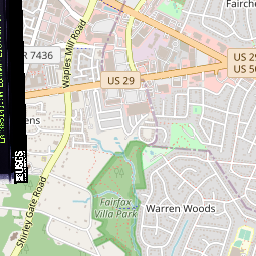 Fairche
US 29
US 50
R 7436
Waples Mill Road
US 29
ens
USGS
Fairfax
Villa Park
Warren Woods
Shirley Gate Road